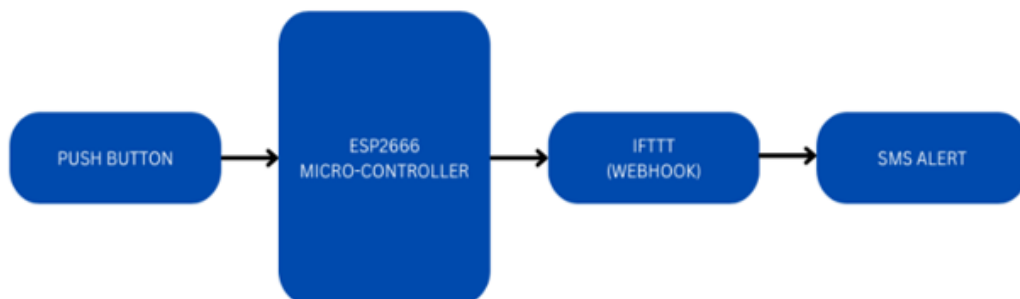 PUSH BUTTON
ESP2666
MICRO-CONTROLLER
IFTTT
(WEBHOOK)
SMS ALERT